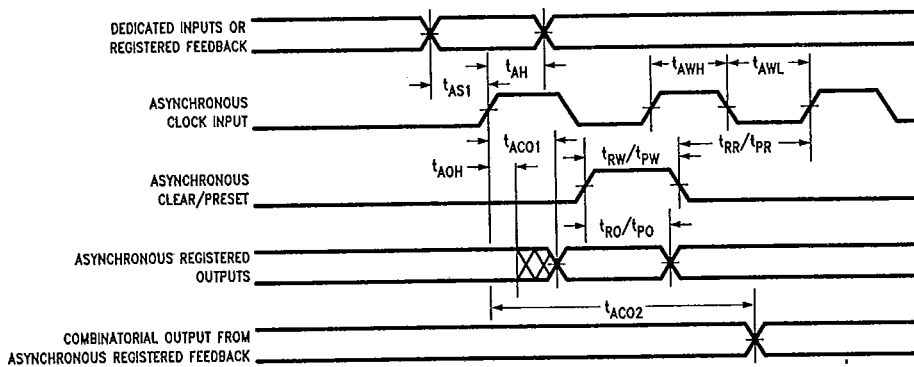 DEDICATED INPUTS OR
REGISTERED FEEDBACK
tAH
tAS1
tAWH
tAWL
ASYNCHRONOUS
CLOCK INPUT
tACO1
tRW/tPW
tRR/tPR
tAOH
ASYNCHRONOUS
CLEAR/PRESET
tRO/tPO
ASYNCHRONOUS REGISTERED
OUTPUTS
tACO2
COMBINATORIAL OUTPUT FROM
ASYNCHRONOUS REGISTERED FEEDBACK